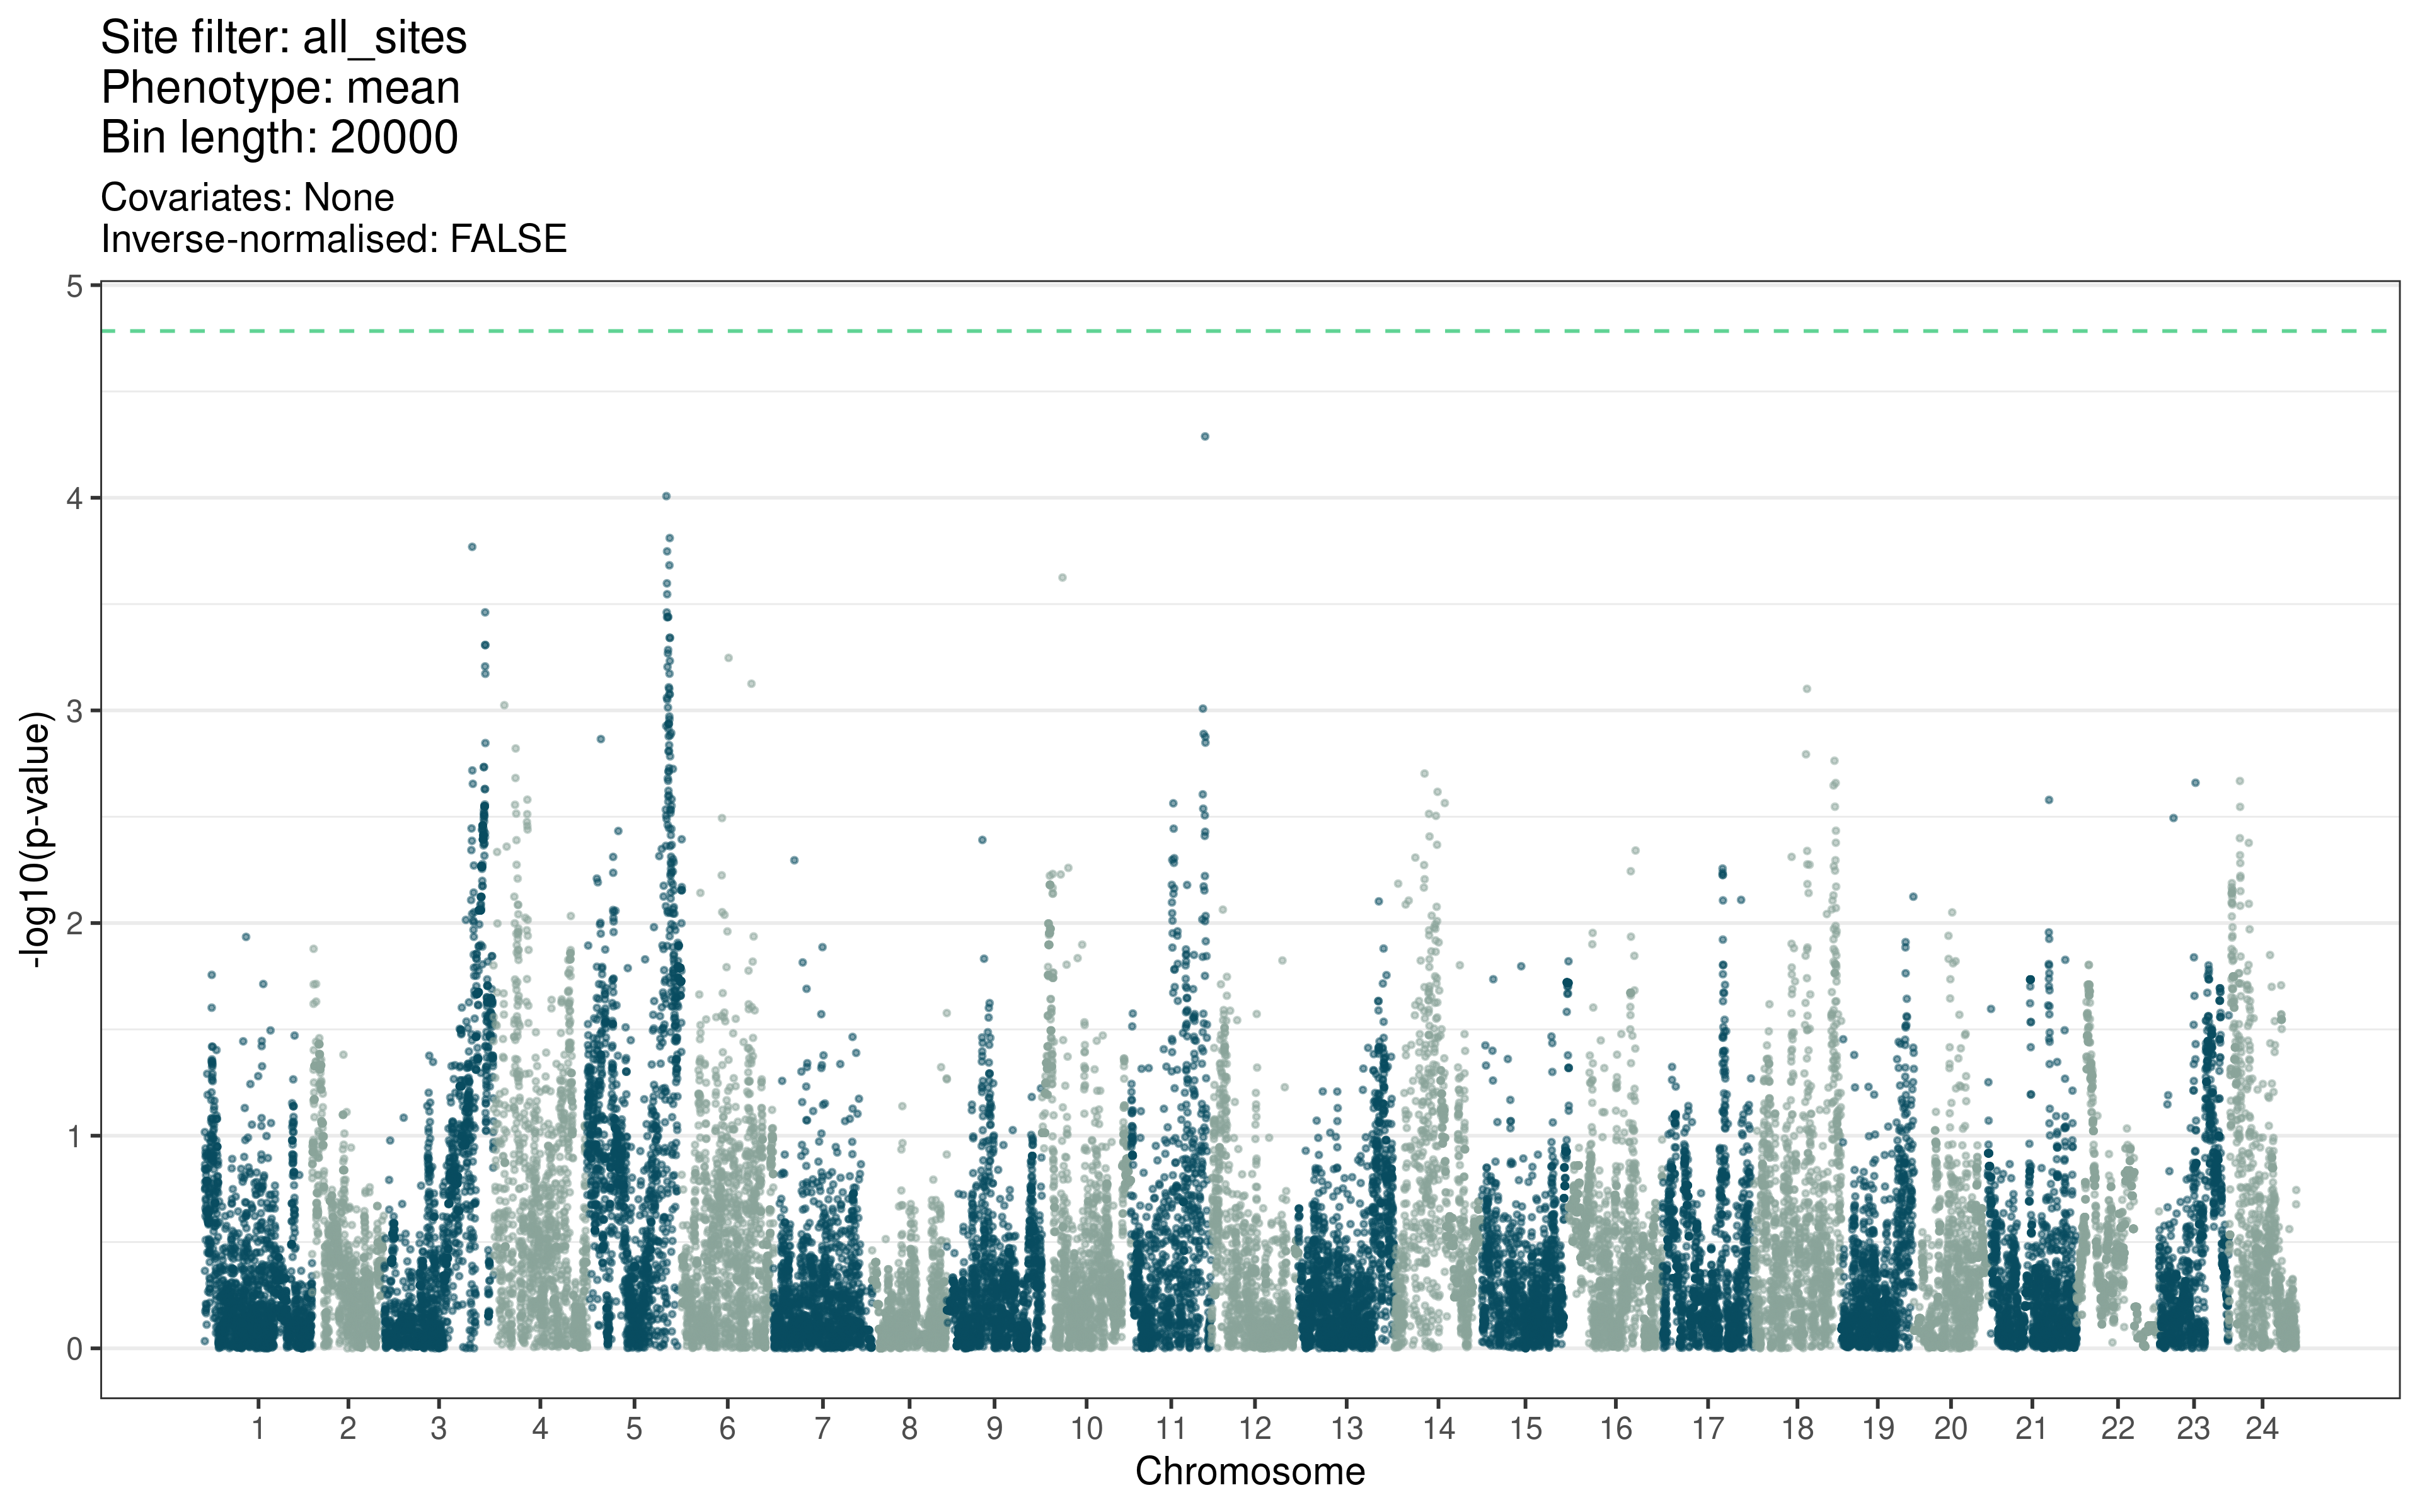 Site filter: all_sites
Phenotype: mean
Bin length: 20000
Covariates: None
Inverse-normalised: FALSE
5
4
3
2
1
0
-log10(p-value)
1 2 3 4 5 6 7 8 9 10 11 12 13 14 15 16 17 18 19 20 21 22 23 24
Chromosome